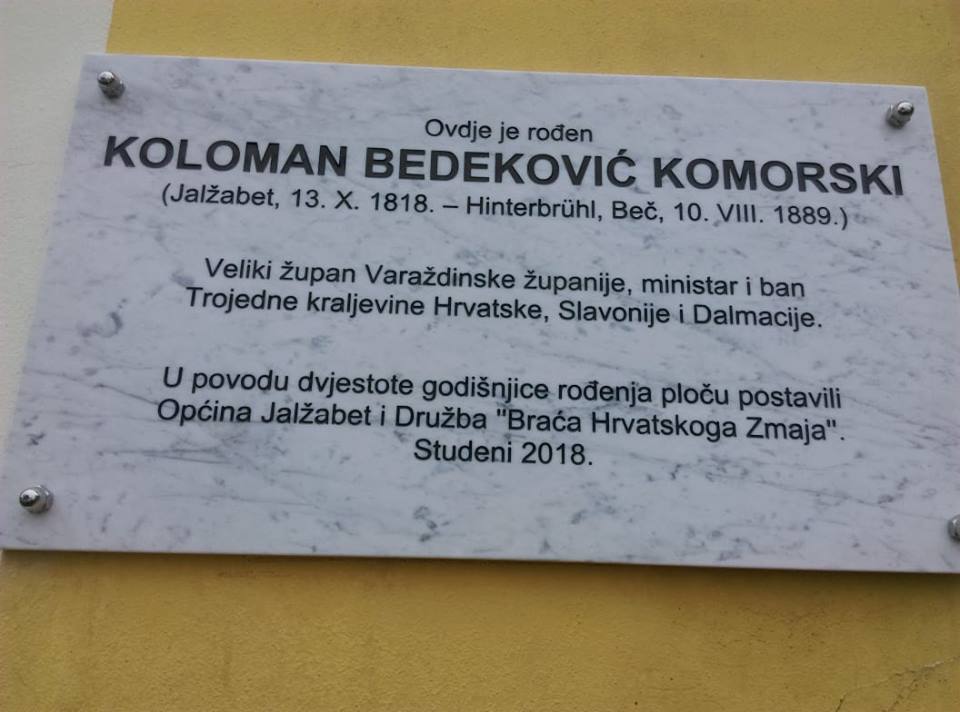 Ovdje je rođen
KOLOMAN BEDEKOVIĆ KOMORSKI
(Jalžabet, 13. X. 1818. – Hinterbrühl, Beč, 10. VIII. 1889.)
Veliki župan Varaždinske županije, ministar i ban
Trojedne kraljevine Hrvatske, Slavonije i Dalmacije.
U povodu dvjestote godišnjice rođenja ploču postavili
Općina Jalžabet i Družba "Braća Hrvatskoga Zmaja".
Studeni 2018.